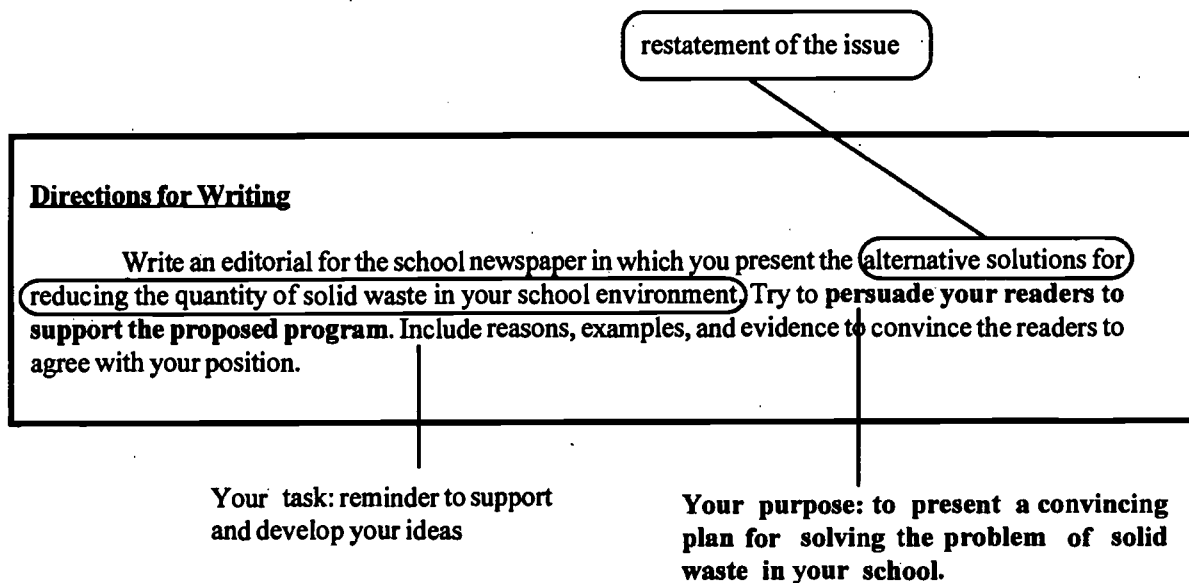 restatement of the issue
Directions for Writing
Write an editorial for the school newspaper in which you present the alternative solutions for
reducing the quantity of solid waste in your school environment. Try to persuade your readers to
support the proposed program. Include reasons, examples, and evidence to convince the readers to
agree with your position.
Your task: reminder to support
and develop your ideas
Your purpose: to present a convincing
plan for solving the problem of solid
waste in your school.